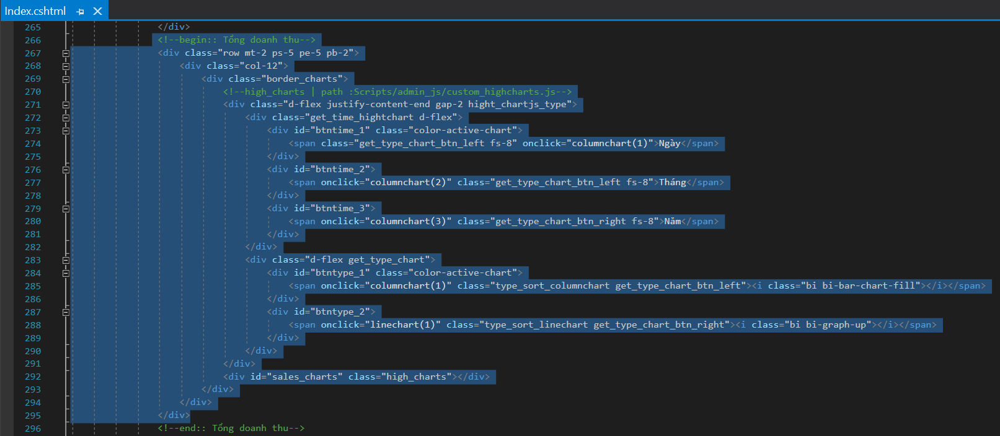 Index.cshtml
265 </div>
266 <!--begin:: Tổng doanh thu-->
267 <div class="row mt-2 ps-5 pe-5 pb-2">
268 <div class="col-12">
269 <div class="border_charts">
270 <!--high_charts | path :Scripts/admin_js/custom_highcharts.js-->
271 <div class="d-flex justify-content-end gap-2 hight_chartjs_type">
272 <div class="get_time_hightchart d-flex">
273 <div id="btntime_1" class="color-active-chart">
274 <span class="get_type_chart_btn_left fs-8" onclick="columnchart(1)">Ngày</span>
275 </div>
276 <div id="btntime_2">
277 <span onclick="columnchart(2)" class="get_type_chart_btn_left fs-8">Tháng</span>
278 </div>
279 <div id="btntime_3">
280 <span onclick="columnchart(3)" class="get_type_chart_btn_right fs-8">Năm</span>
281 </div>
282 </div>
283 <div class="d-flex get_type_chart">
284 <div id="btntype_1" class="color-active-chart">
285 <span onclick="columnchart(1)" class="type_sort_columnchart get_type_chart_btn_left"><i class="bi bi-bar-chart-fill"></i></span>
286 </div>
287 <div id="btntype_2">
288 <span onclick="linechart(1)" class="type_sort_linechart get_type_chart_btn_right"><i class="bi bi-graph-up"></i></span>
289 </div>
290 </div>
291 </div>
292 <div id="sales_charts" class="high_charts"></div>
293 </div>
294 </div>
295 </div>
296 <!--end:: Tổng doanh thu-->